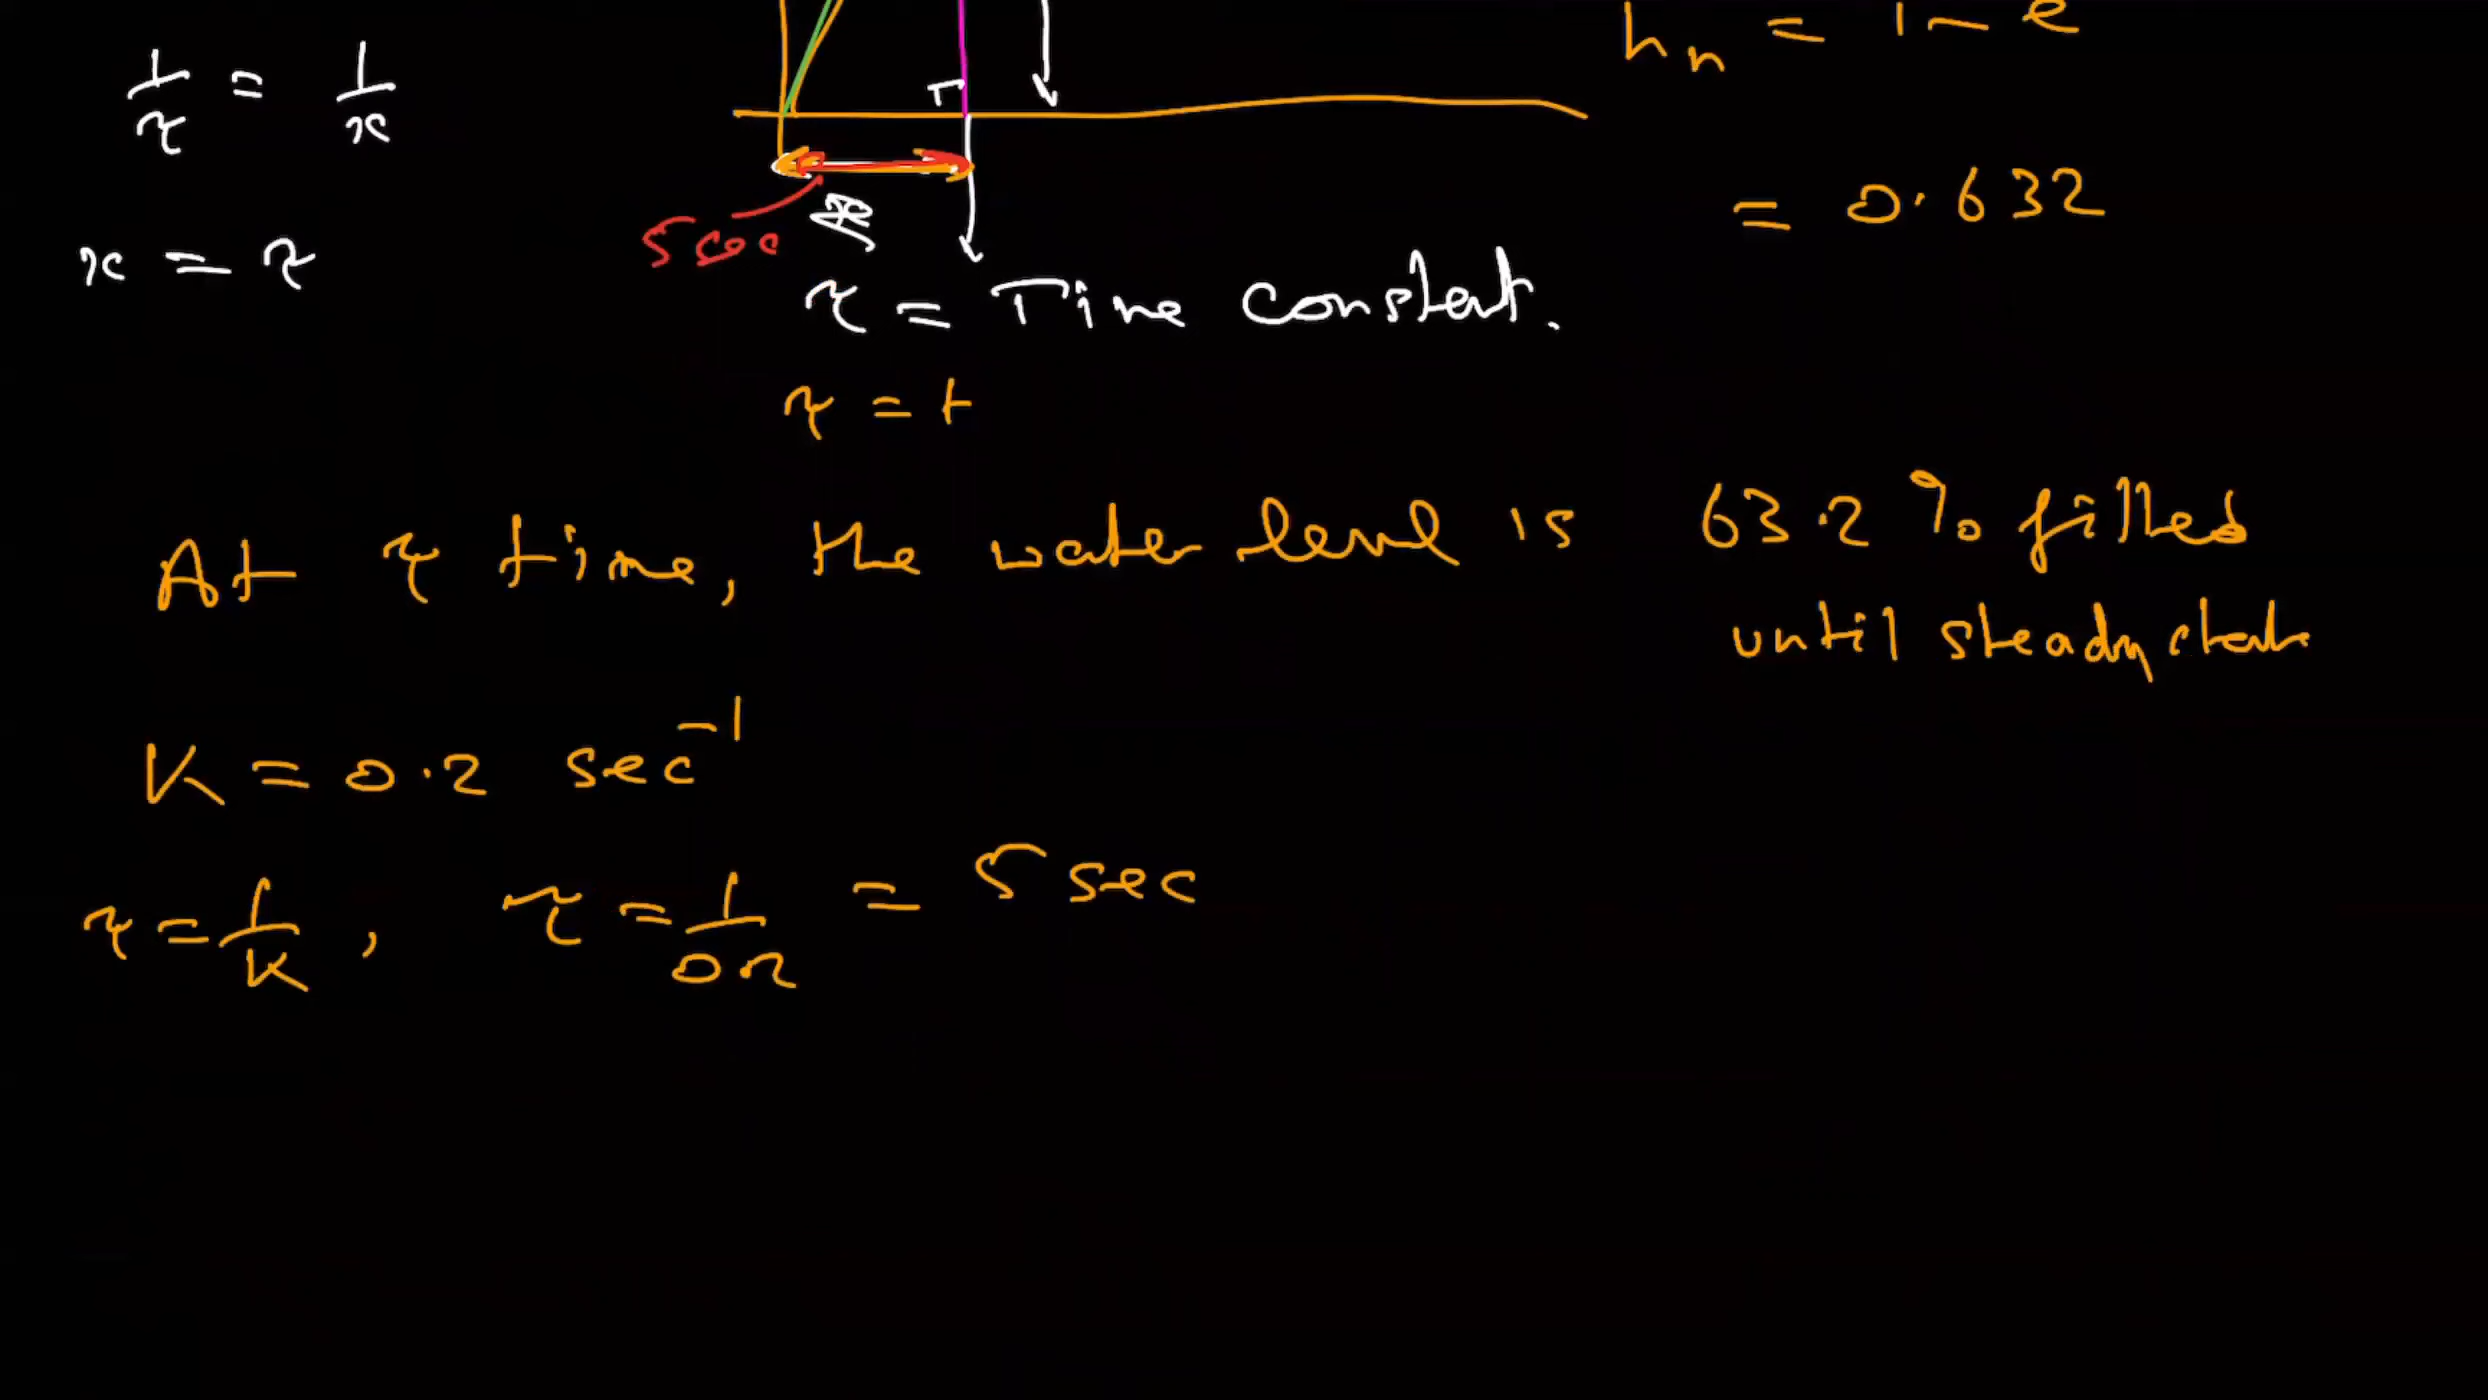 hn = 1 - e
1/τ = 1/x
= 0.632
5 sec
x = τ
τ = Time constant.
τ = t
At τ time, the water level is 63.2 % filled
until steady state
K = 0.2 sec⁻¹
τ = 1/K , τ = 1/0.2 = 5 sec